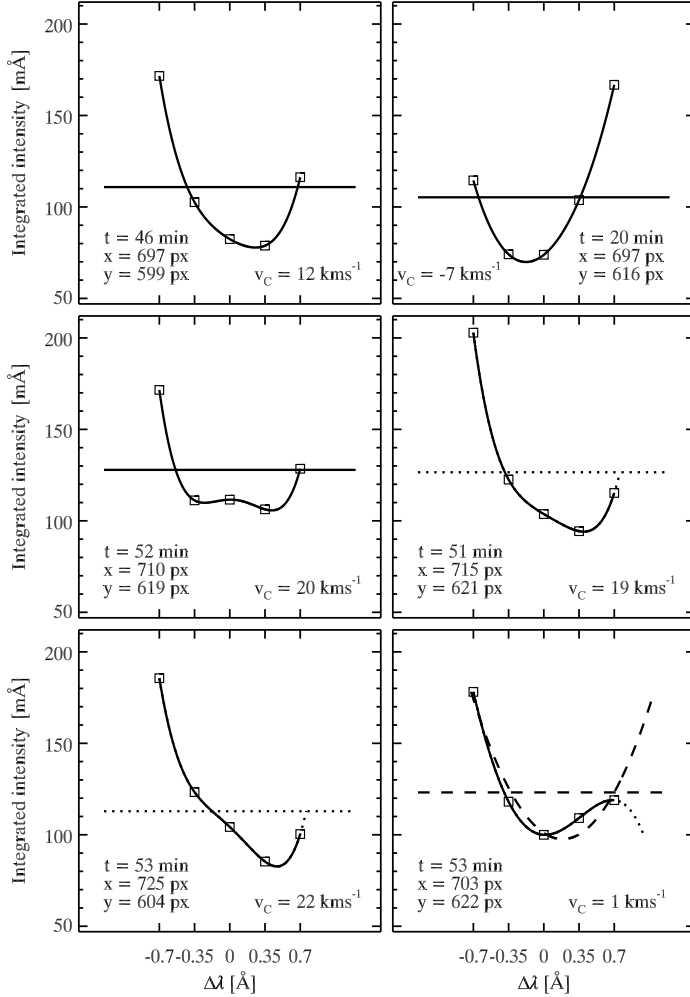 200
150
100
50
Integrated intensity [mÅ]
t = 46 min
x = 697 px
y = 599 px
v_C = 12 kms⁻¹
t = 20 min
x = 697 px
y = 616 px
v_C = -7 kms⁻¹
200
150
100
50
Integrated intensity [mÅ]
t = 52 min
x = 710 px
y = 619 px
v_C = 20 kms⁻¹
t = 51 min
x = 715 px
y = 621 px
v_C = 19 kms⁻¹
200
150
100
50
Integrated intensity [mÅ]
t = 53 min
x = 725 px
y = 604 px
v_C = 22 kms⁻¹
t = 53 min
x = 703 px
y = 622 px
v_C = 1 kms⁻¹
-0.7 -0.35 0 0.35 0.7
Δλ [Å]
-0.7 -0.35 0 0.35 0.7
Δλ [Å]